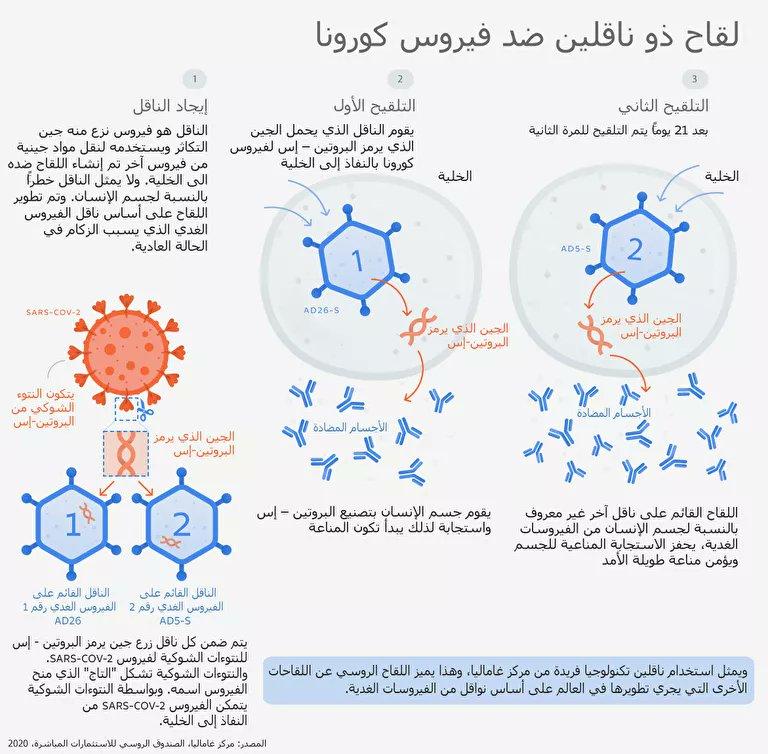 لقاح ذو ناقلين ضد فيروس كورونا
1
إيجاد الناقل
الناقل هو فيروس نزع منه جين
التكاثر ويستخدمه لنقل مواد جينية
من فيروس آخر تم إنشاء اللقاح ضده
الى الخلية. ولا يمثل الناقل خطراً
بالنسبة لجسم الإنسان. وتم تطوير
اللقاح على أساس ناقل الفيروس
الغدي الذي يسبب الزكام في
الحالة العادية.
SARS-COV-2
يتكون النتوء
الشوكي من
البروتين-إس
الجين الذي يرمز
البروتين-إس
1
2
الناقل القائم على
الفيروس الغدي رقم 1
AD26
الناقل القائم على
الفيروس الغدي رقم 2
AD5-S
يتم ضمن كل ناقل زرع جين يرمز البروتين - إس
للنتوءات الشوكية لفيروس SARS-COV-2.
والنتوءات الشوكية تشكل "التاج" الذي منح
الفيروس اسمه. وبواسطة النتوءات الشوكية
يتمكن الفيروس SARS-COV-2 من
النفاذ إلى الخلية.
2
التلقيح الأول
يقوم الناقل الذي يحمل الجين
الذي يرمز البروتين – إس لفيروس
كورونا بالنفاذ إلى الخلية
الخلية
1
AD26-S
الجين الذي يرمز
البروتين-إس
الأجسام المضادة
يقوم جسم الإنسان بتصنيع البروتين – إس
واستجابة لذلك يبدأ تكون المناعة
3
التلقيح الثاني
بعد 21 يوماً يتم التلقيح للمرة الثانية
الخلية
2
AD5-S
الجين الذي يرمز
البروتين-إس
الأجسام المضادة
اللقاح القائم على ناقل آخر غير معروف
بالنسبة لجسم الإنسان من الفيروسات
الغدية، يحفز الاستجابة المناعية للجسم
ويؤمن مناعة طويلة الأمد
ويمثل استخدام ناقلين تكنولوجيا فريدة من مركز غاماليا، وهذا يميز اللقاح الروسي عن اللقاحات
الأخرى التي يجري تطويرها في العالم على أساس نواقل من الفيروسات الغدية.
المصدر: مركز غاماليا، الصندوق الروسي للاستثمارات المباشرة، 2020